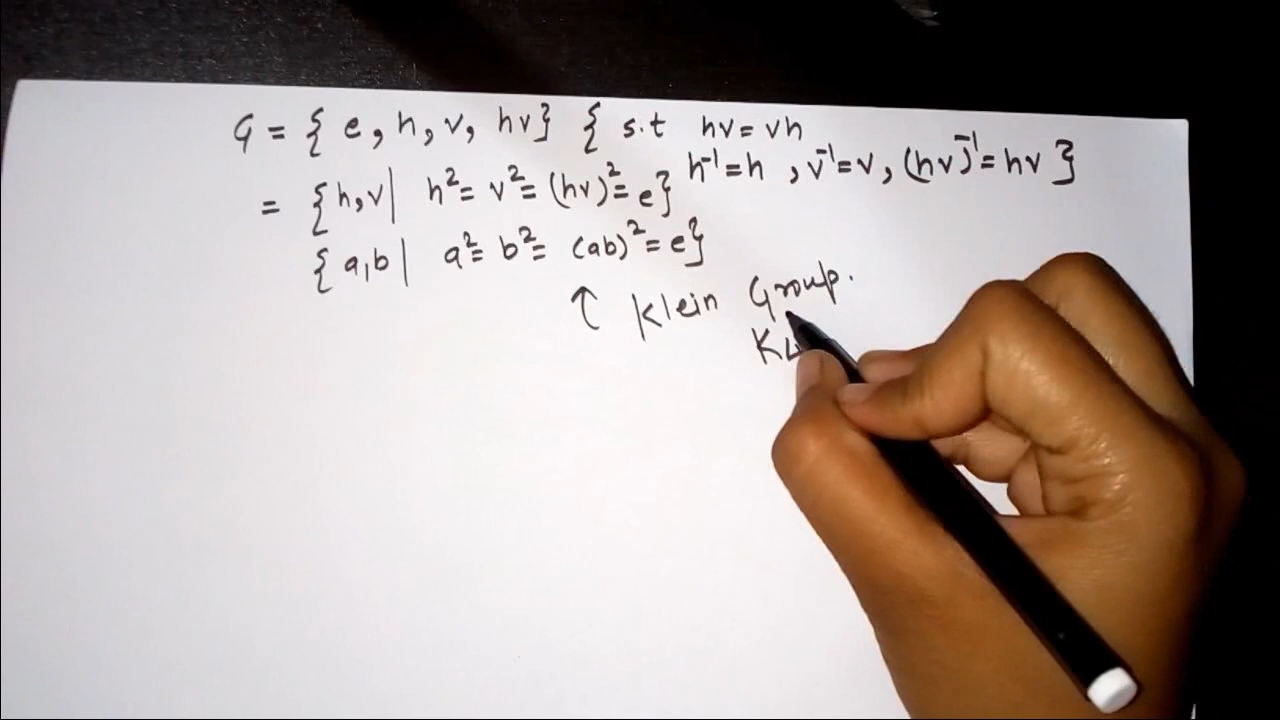 G = { e, h, v, hv} { s.t hv = vh
h⁻¹ = h, v⁻¹ = v, (hv)⁻¹ = hv }
= {h,v| h² = v² = (hv)² = e}
{a,b| a² = b² = (ab)² = e}
↑ Klein Group.
K